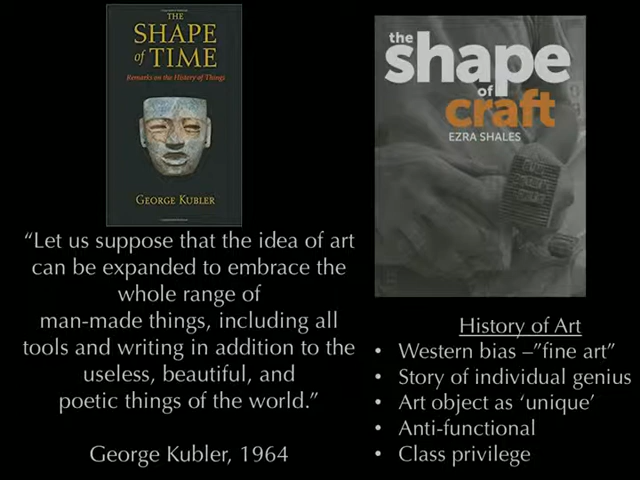 THE
SHAPE
of TIME
Remarks on the History of Things
GEORGE KUBLER
“Let us suppose that the idea of art
can be expanded to embrace the
whole range of
man-made things, including all
tools and writing in addition to the
useless, beautiful, and
poetic things of the world.”
George Kubler, 1964
the
shape
of
craft
EZRA SHALES
History of Art
• Western bias –”fine art”
• Story of individual genius
• Art object as ‘unique’
• Anti-functional
• Class privilege